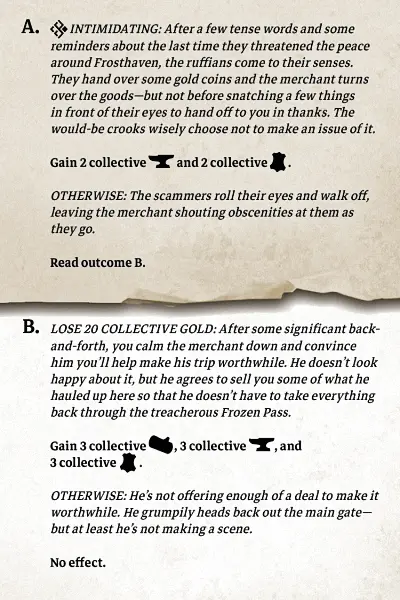 A. INTIMIDATING: After a few tense words and some
reminders about the last time they threatened the peace
around Frosthaven, the ruffians come to their senses.
They hand over some gold coins and the merchant turns
over the goods—but not before snatching a few things
in front of their eyes to hand off to you in thanks. The
would-be crooks wisely choose not to make an issue of it.
Gain 2 collective and 2 collective .
OTHERWISE: The scammers roll their eyes and walk off,
leaving the merchant shouting obscenities at them as
they go.
Read outcome B.
B. LOSE 20 COLLECTIVE GOLD: After some significant back-
and-forth, you calm the merchant down and convince
him you'll help make his trip worthwhile. He doesn't look
happy about it, but he agrees to sell you some of what he
hauled up here so that he doesn't have to take everything
back through the treacherous Frozen Pass.
Gain 3 collective , 3 collective , and
3 collective .
OTHERWISE: He's not offering enough of a deal to make it
worthwhile. He grumpily heads back out the main gate—
but at least he's not making a scene.
No effect.